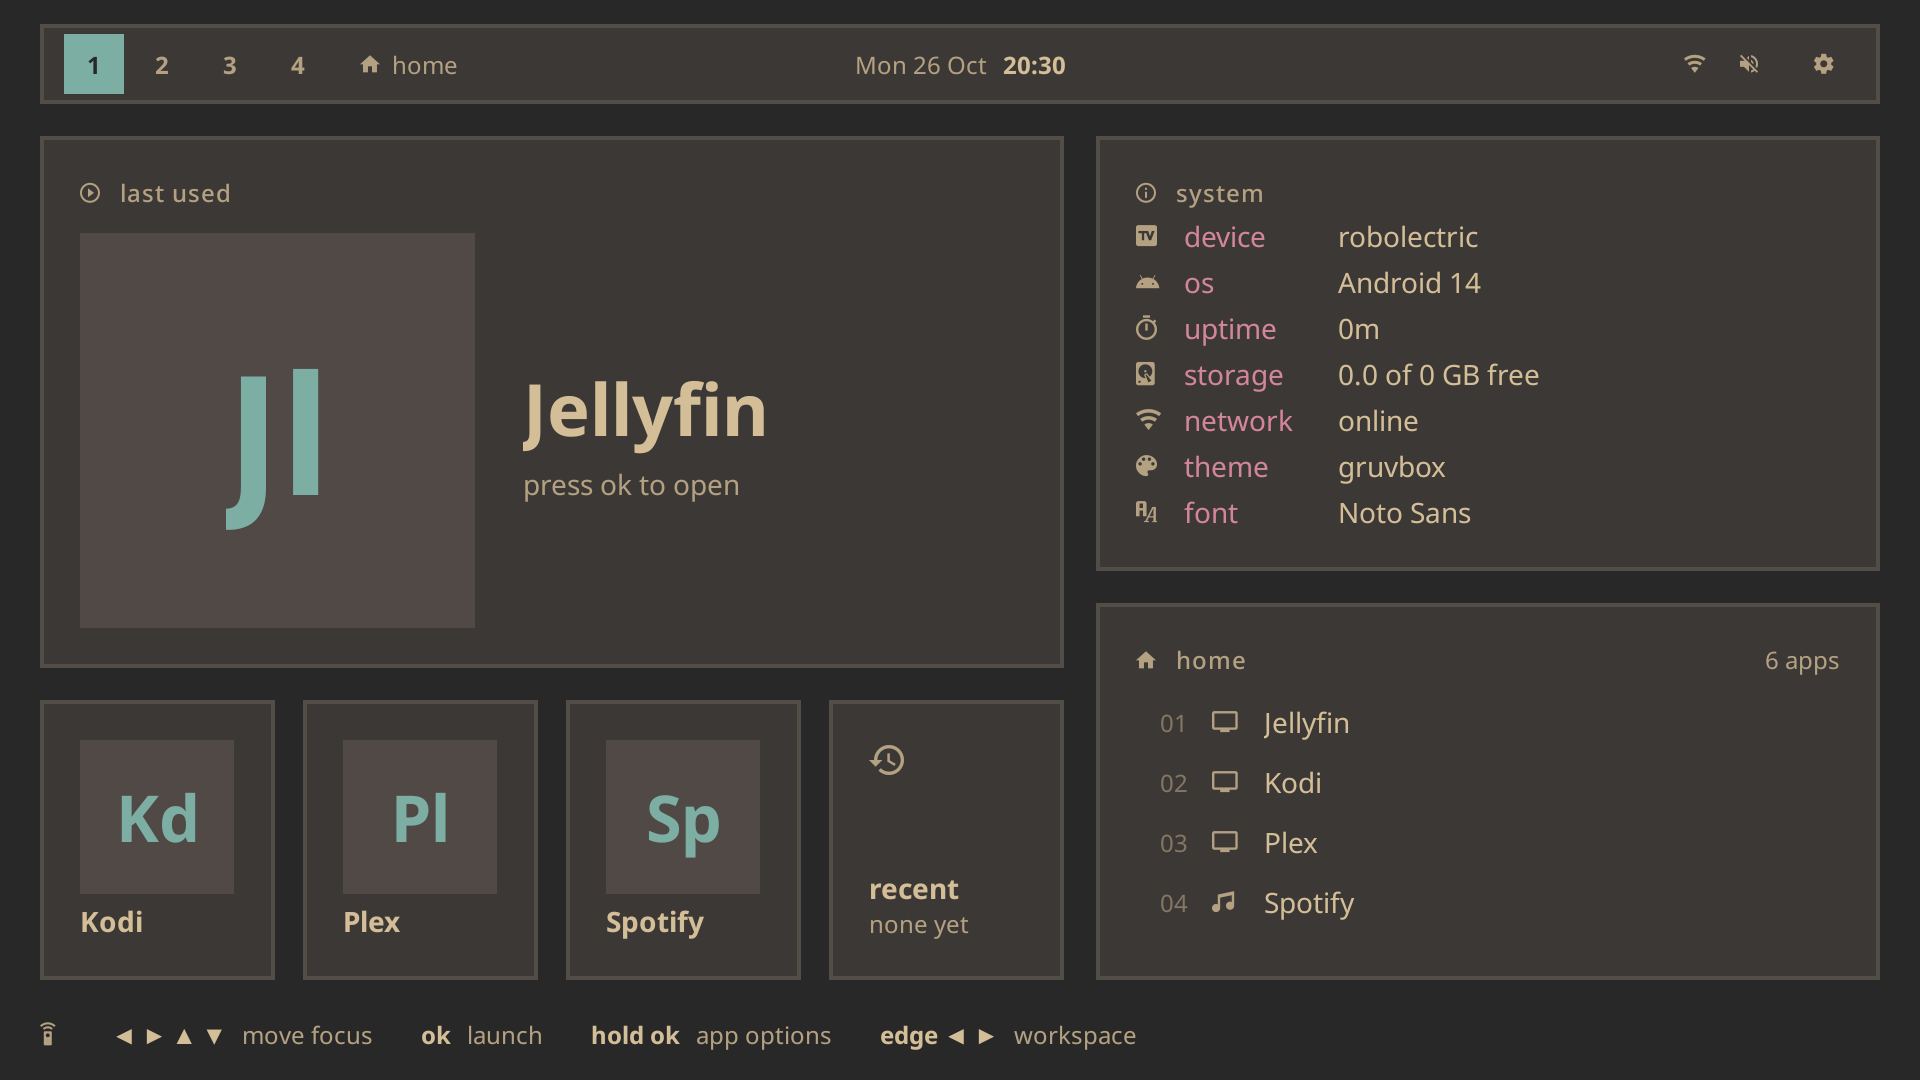 1 2 3 4 home Mon 26 Oct 20:30
last used
Jl
Jellyfin
press ok to open
Kd
Kodi
Pl
Plex
Sp
Spotify
recent
none yet
system
TV device robolectric
os Android 14
uptime 0m
storage 0.0 of 0 GB free
network online
theme gruvbox
font Noto Sans
home 6 apps
01 Jellyfin
02 Kodi
03 Plex
04 Spotify
◀ ▶ ▲ ▼ move focus ok launch hold ok app options edge ◀ ▶ workspace